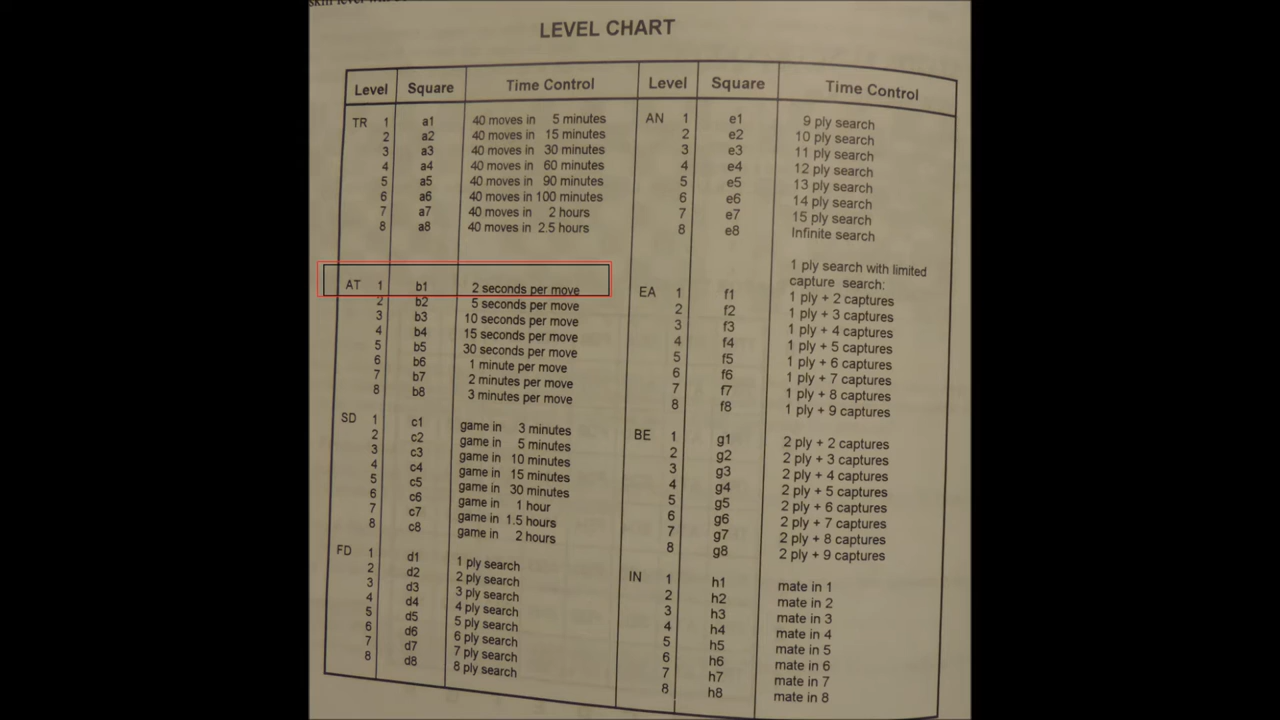 LEVEL CHART
Level Square Time Control
TR 1 a1 40 moves in 5 minutes
2 a2 40 moves in 15 minutes
3 a3 40 moves in 30 minutes
4 a4 40 moves in 60 minutes
5 a5 40 moves in 90 minutes
6 a6 40 moves in 100 minutes
7 a7 40 moves in 2 hours
8 a8 40 moves in 2.5 hours
AT 1 b1 2 seconds per move
2 b2 5 seconds per move
3 b3 10 seconds per move
4 b4 15 seconds per move
5 b5 30 seconds per move
6 b6 1 minute per move
7 b7 2 minutes per move
8 b8 3 minutes per move
SD 1 c1 game in 3 minutes
2 c2 game in 5 minutes
3 c3 game in 10 minutes
4 c4 game in 15 minutes
5 c5 game in 30 minutes
6 c6 game in 1 hour
7 c7 game in 1.5 hours
8 c8 game in 2 hours
FD 1 d1 1 ply search
2 d2 2 ply search
3 d3 3 ply search
4 d4 4 ply search
5 d5 5 ply search
6 d6 6 ply search
7 d7 7 ply search
8 d8 8 ply search
Level Square Time Control
AN 1 e1 9 ply search
2 e2 10 ply search
3 e3 11 ply search
4 e4 12 ply search
5 e5 13 ply search
6 e6 14 ply search
7 e7 15 ply search
8 e8 Infinite search
1 ply search with limited
capture search:
EA 1 f1 1 ply + 2 captures
2 f2 1 ply + 3 captures
3 f3 1 ply + 4 captures
4 f4 1 ply + 5 captures
5 f5 1 ply + 6 captures
6 f6 1 ply + 7 captures
7 f7 1 ply + 8 captures
8 f8 1 ply + 9 captures
BE 1 g1 2 ply + 2 captures
2 g2 2 ply + 3 captures
3 g3 2 ply + 4 captures
4 g4 2 ply + 5 captures
5 g5 2 ply + 6 captures
6 g6 2 ply + 7 captures
7 g7 2 ply + 8 captures
8 g8 2 ply + 9 captures
IN 1 h1 mate in 1
2 h2 mate in 2
3 h3 mate in 3
4 h4 mate in 4
5 h5 mate in 5
6 h6 mate in 6
7 h7 mate in 7
8 h8 mate in 8